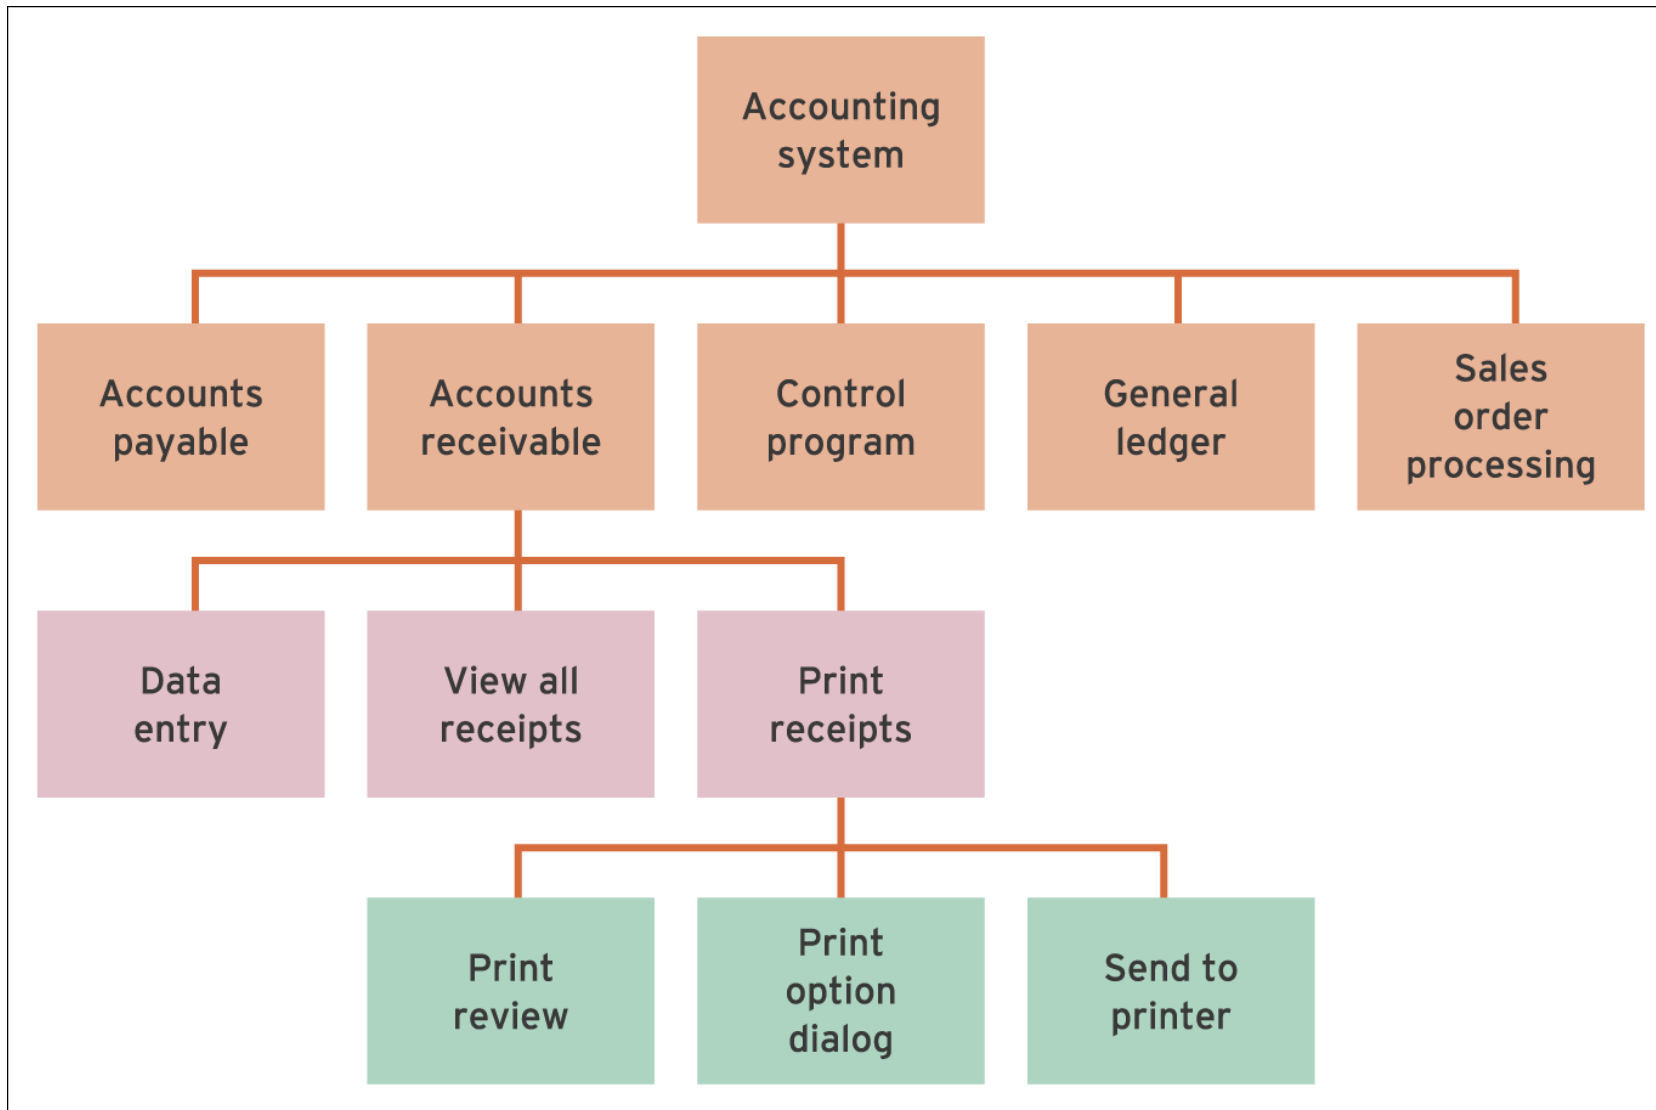 Accounting
system
Accounts
payable
Accounts
receivable
Control
program
General
ledger
Sales
order
processing
Data
entry
View all
receipts
Print
receipts
Print
review
Print
option
dialog
Send to
printer